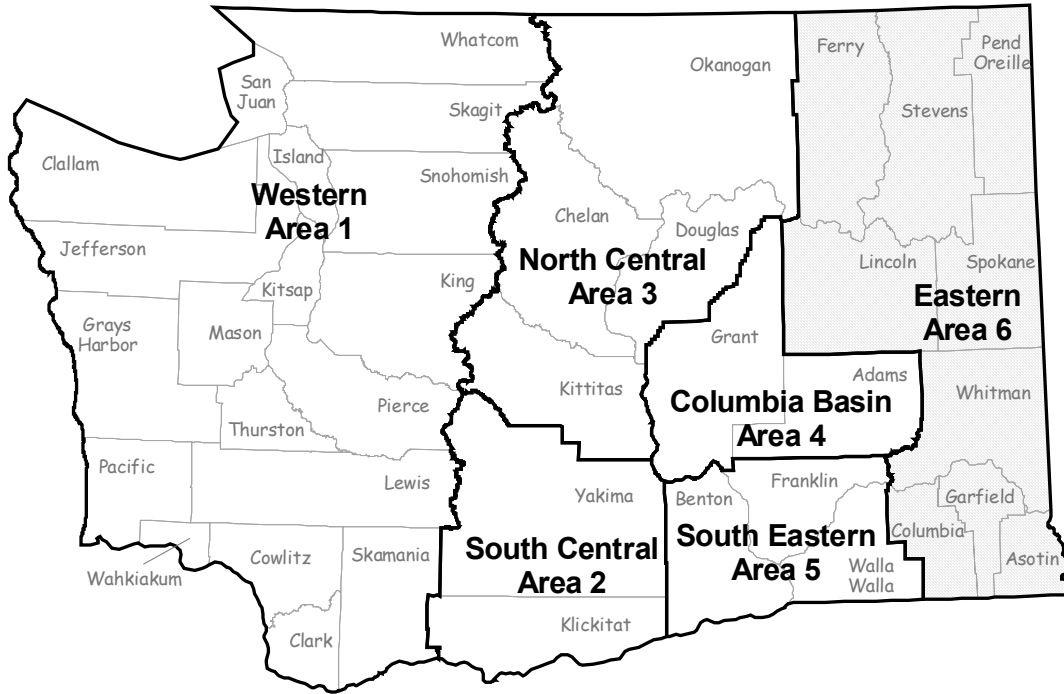 Whatcom
Ferry
Pend
Oreille
Okanogan
San
Juan
Skagit
Stevens
Clallam
Island
Snohomish
Western
Area 1
Chelan
Douglas
Jefferson
North Central
Area 3
Lincoln
Spokane
King
Kitsap
Eastern
Area 6
Grays
Harbor
Mason
Grant
Kittitas
Adams
Whitman
Pierce
Columbia Basin
Area 4
Thurston
Pacific
Lewis
Yakima
Benton
Franklin
Garfield
Columbia
South Central
Area 2
South Eastern
Area 5
Cowlitz
Skamania
Asotin
Walla
Walla
Wahkiakum
Clark
Klickitat